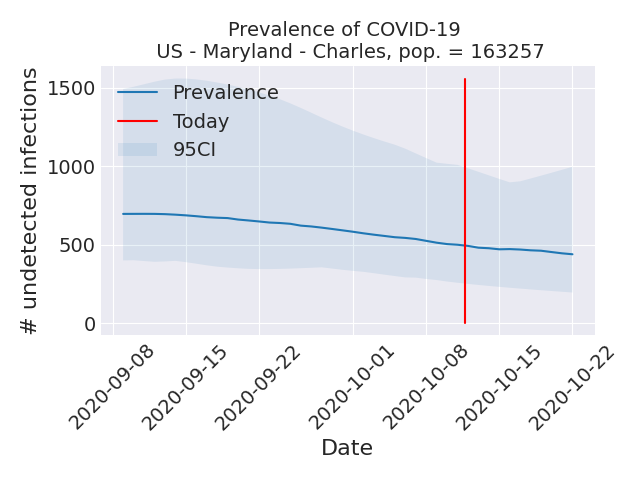 Prevalence of COVID-19
US - Maryland - Charles, pop. = 163257
# undetected infections
1500
1000
500
0
Prevalence
Today
95CI
2020-09-08
2020-09-15
2020-09-22
2020-10-01
2020-10-08
2020-10-15
2020-10-22
Date